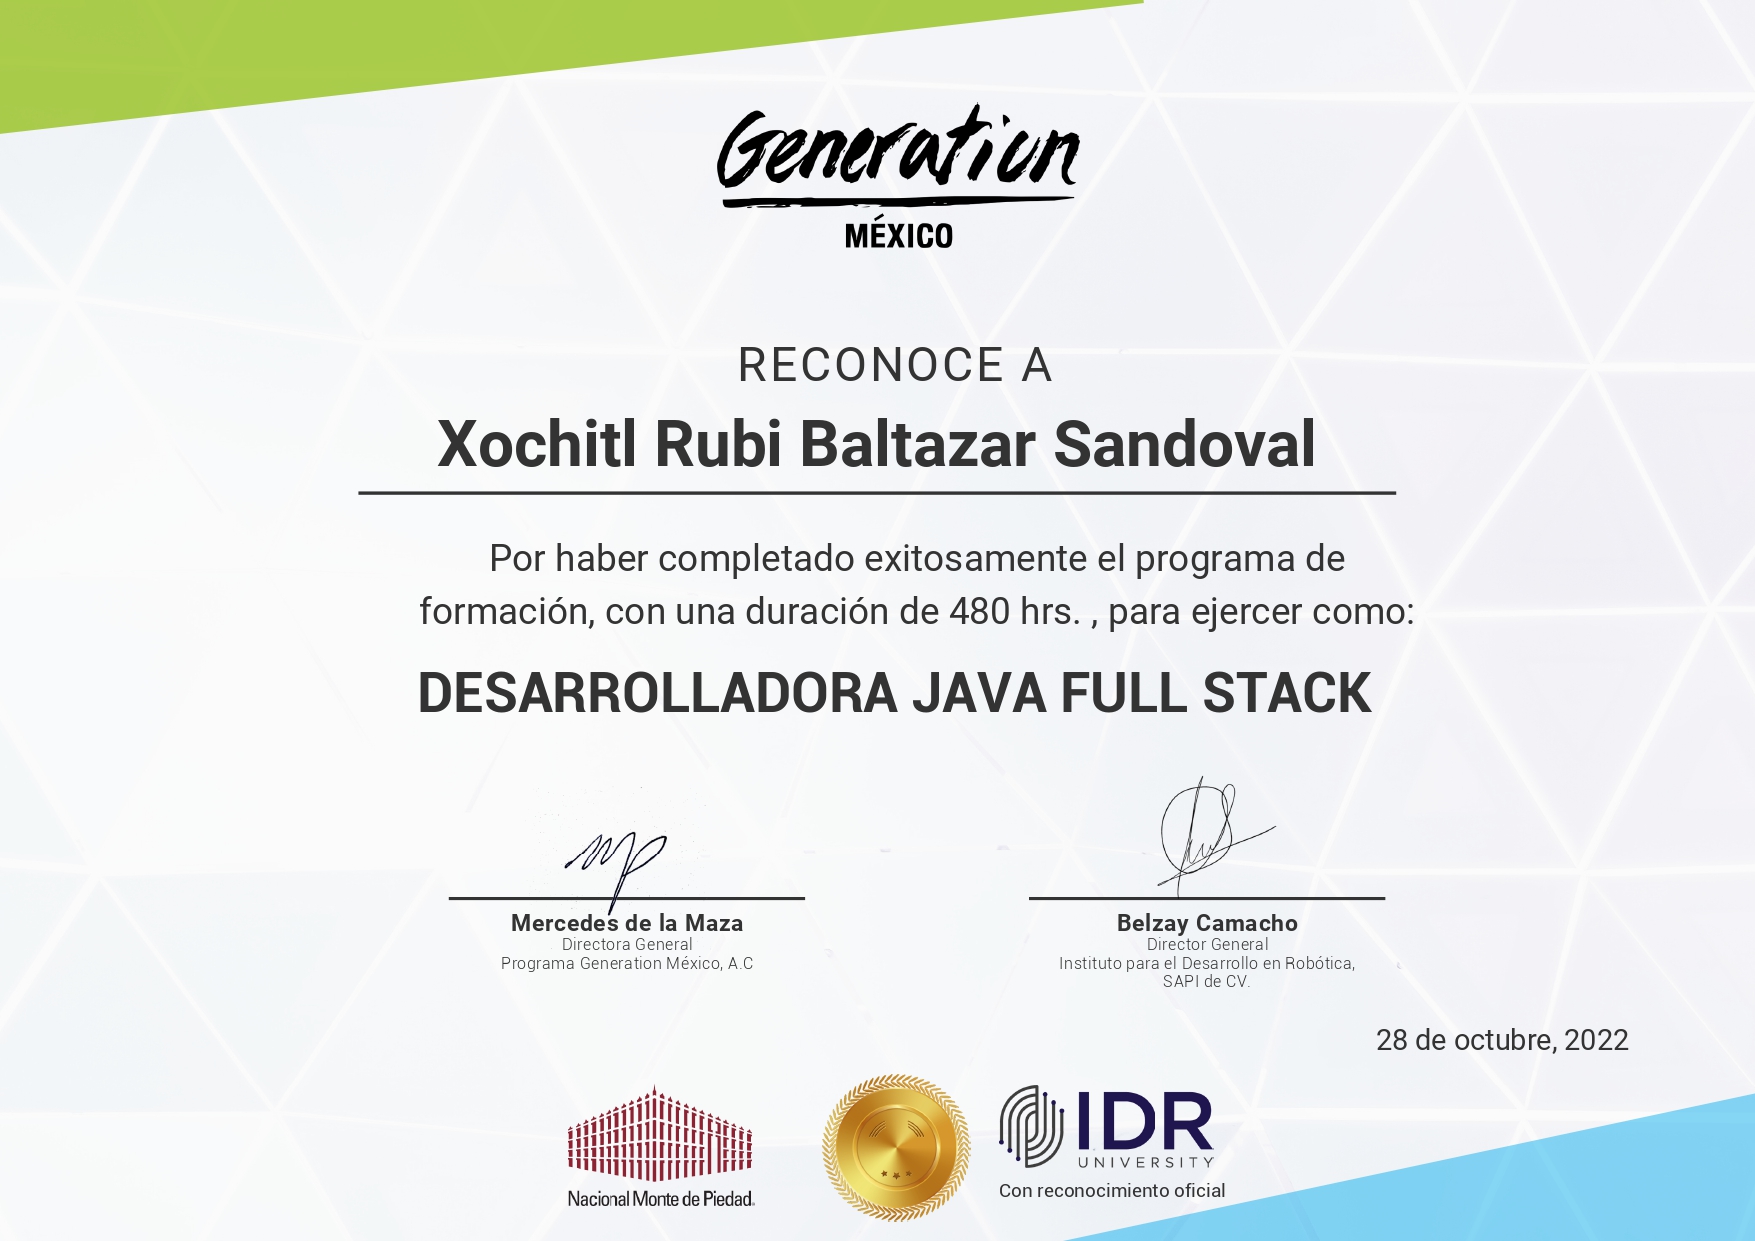 Generation
MÉXICO
RECONOCE A
Xochitl Rubi Baltazar Sandoval
Por haber completado exitosamente el programa de
formación, con una duración de 480 hrs. , para ejercer como:
DESARROLLADORA JAVA FULL STACK
Mercedes de la Maza
Directora General
Programa Generation México, A.C
Belzay Camacho
Director General
Instituto para el Desarrollo en Robótica,
SAPI de CV.
28 de octubre, 2022
Nacional Monte de Piedad
IDR
UNIVERSITY
Con reconocimiento oficial